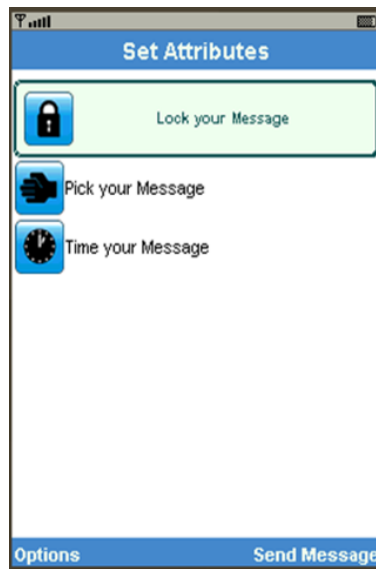 Set Attributes
Lock your Message
Pick your Message
Time your Message
Options Send Message